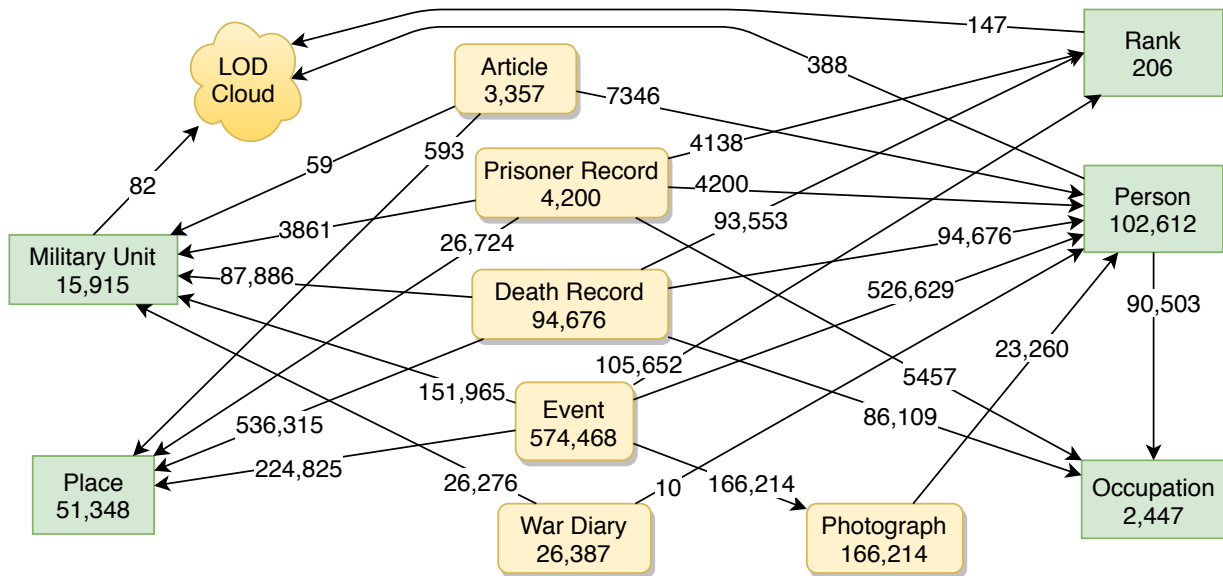 147
LOD
Cloud
Article
3,357
Rank
206
388
7346
593
4138
59
82
Prisoner Record
4,200
4200
Person
102,612
3861
26,724
93,553
94,676
Military Unit
15,915
87,886
Death Record
94,676
526,629
90,503
105,652
23,260
151,965
5457
Event
574,468
536,315
86,109
224,825
Place
51,348
26,276
10
166,214
Occupation
2,447
War Diary
26,387
Photograph
166,214